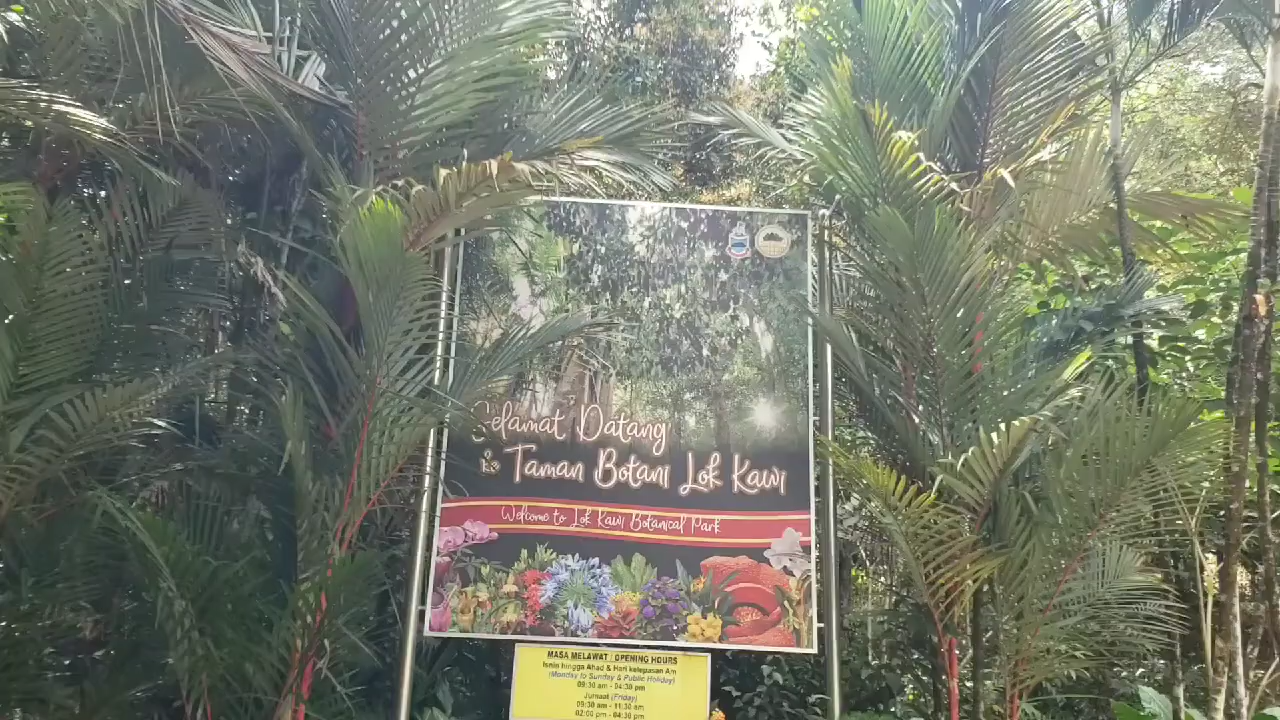 Selamat Datang
ke Taman Botani Lok Kawi
Welcome to Lok Kawi Botanical Park
MASA MELAWAT / OPENING HOURS
Isnin hingga Ahad & Hari kelepasan Am
(Monday to Sunday & Public Holiday)
09:30 am - 04:30 pm
Jumaat (Friday)
09:30 am - 11:30 am
02:00 pm - 04:30 pm